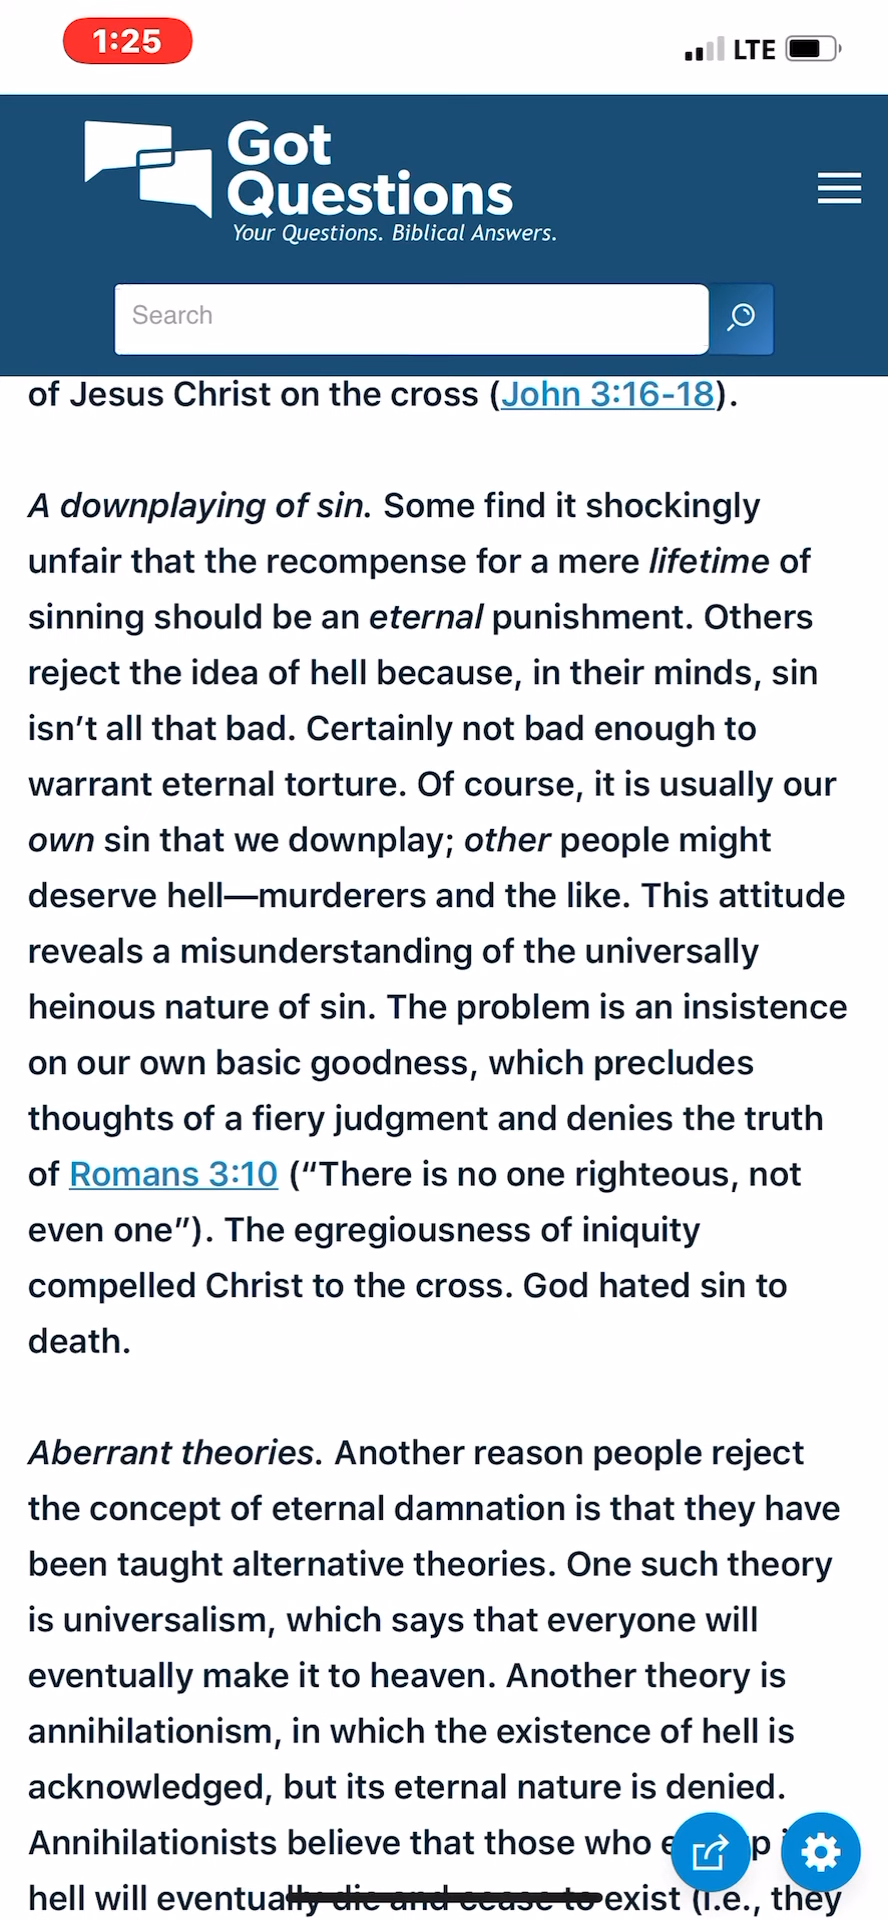 1:25
LTE
Got
Questions
Your Questions. Biblical Answers.
Search
of Jesus Christ on the cross (John 3:16-18).
A downplaying of sin. Some find it shockingly
unfair that the recompense for a mere lifetime of
sinning should be an eternal punishment. Others
reject the idea of hell because, in their minds, sin
isn’t all that bad. Certainly not bad enough to
warrant eternal torture. Of course, it is usually our
own sin that we downplay; other people might
deserve hell—murderers and the like. This attitude
reveals a misunderstanding of the universally
heinous nature of sin. The problem is an insistence
on our own basic goodness, which precludes
thoughts of a fiery judgment and denies the truth
of Romans 3:10 (“There is no one righteous, not
even one”). The egregiousness of iniquity
compelled Christ to the cross. God hated sin to
death.
Aberrant theories. Another reason people reject
the concept of eternal damnation is that they have
been taught alternative theories. One such theory
is universalism, which says that everyone will
eventually make it to heaven. Another theory is
annihilationism, in which the existence of hell is
acknowledged, but its eternal nature is denied.
Annihilationists believe that those who
hell will eventually die and cease to exist (i.e., they